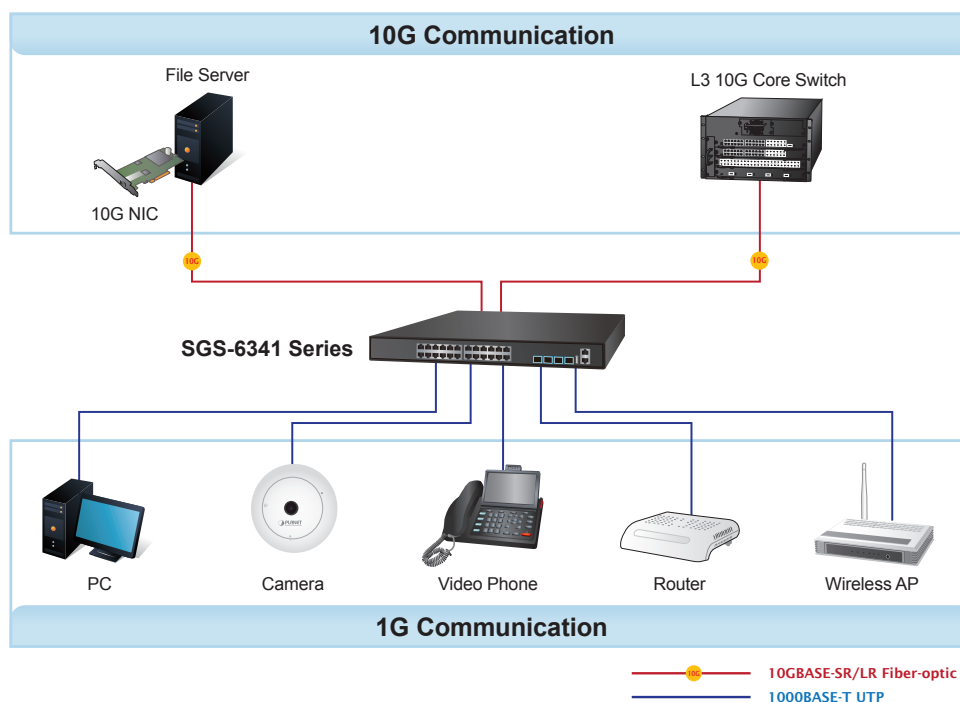 10G Communication
File Server
L3 10G Core Switch
10G NIC
10G
10G
SGS-6341 Series
PLANET
PC
Camera
Video Phone
Router
Wireless AP
1G Communication
10G
10GBASE-SR/LR Fiber-optic
1000BASE-T UTP